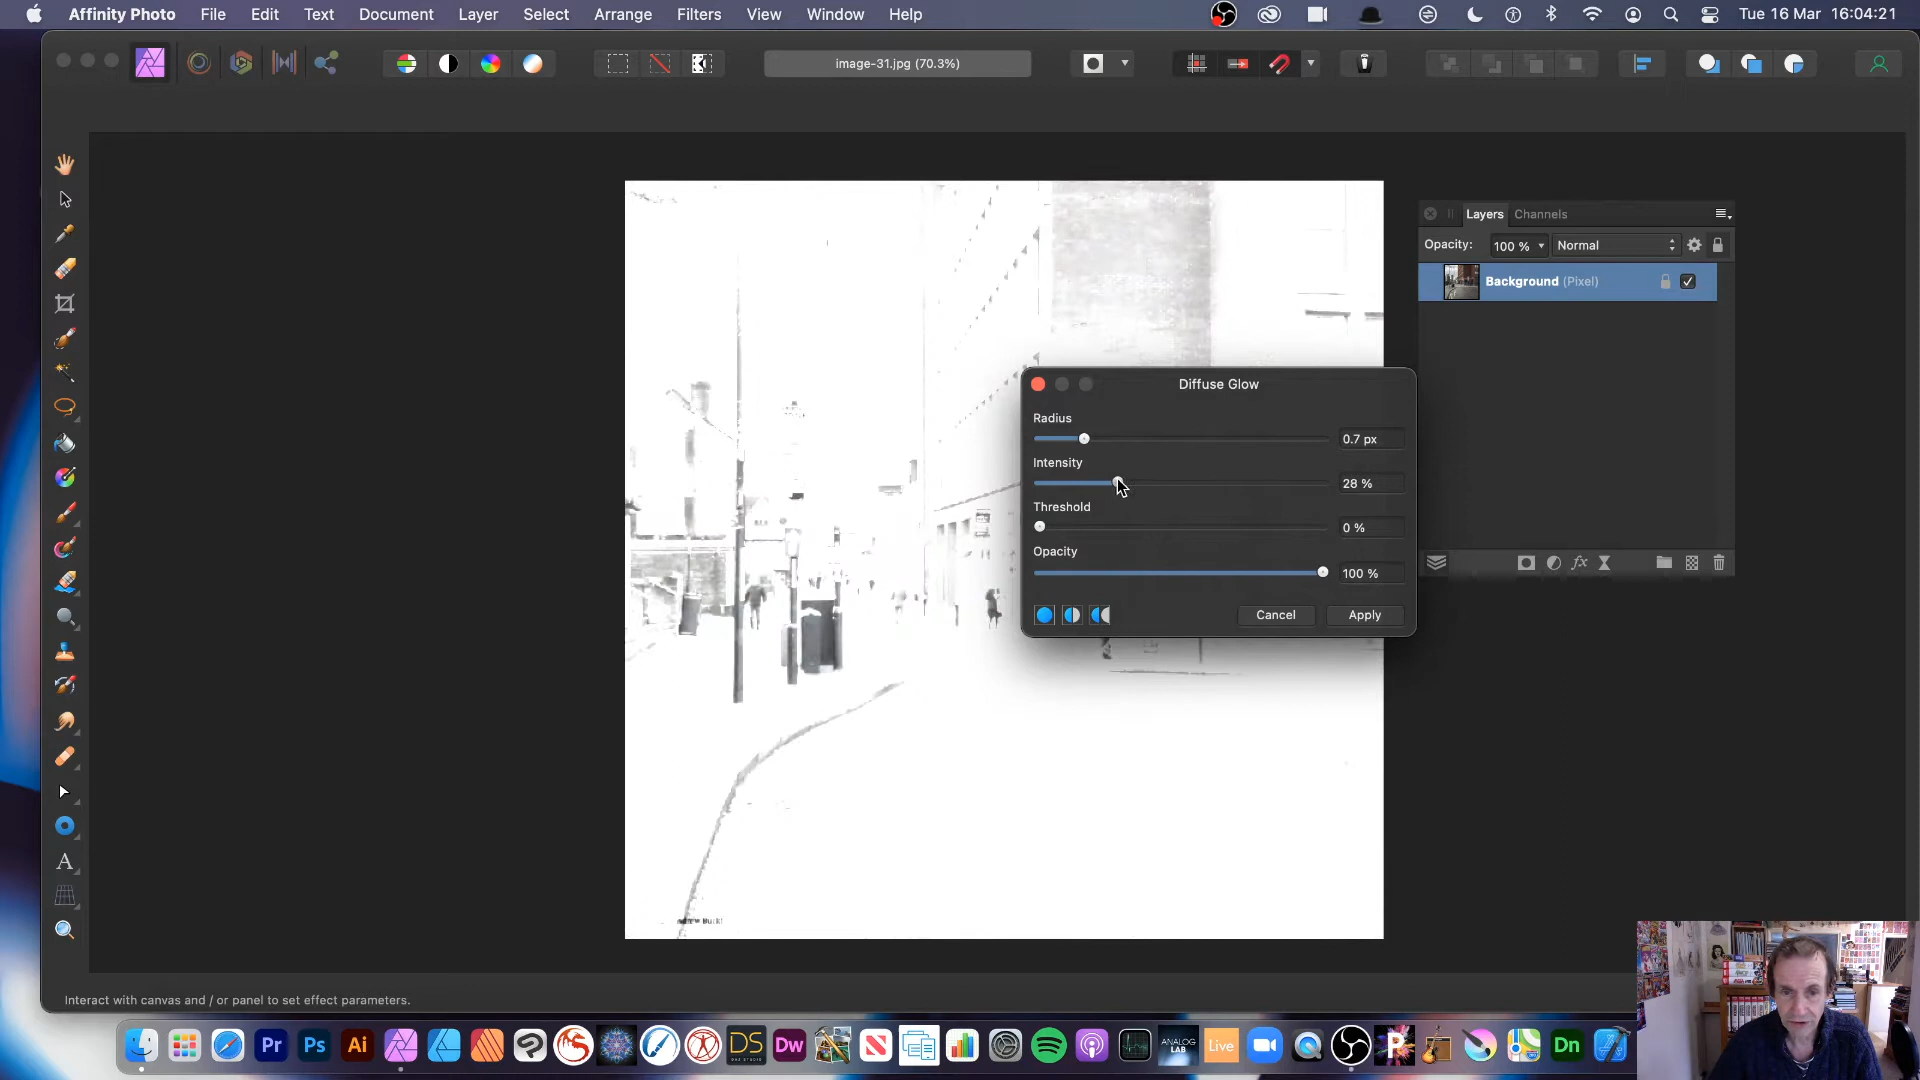 Affinity Photo File Edit Text Document Layer Select Arrange Filters View Window Help Tue 16 Mar 16:04:21
image-31.jpg (70.3%)
Layers Channels
Opacity: 100 % Normal
Background (Pixel)
Diffuse Glow
Radius
0.7 px
Intensity
28 %
Threshold
0 %
Opacity
100 %
Cancel Apply
A
Interact with canvas and / or panel to set effect parameters.
Pr Ps Ai DS Dw ANALOG LAB Live P Dn